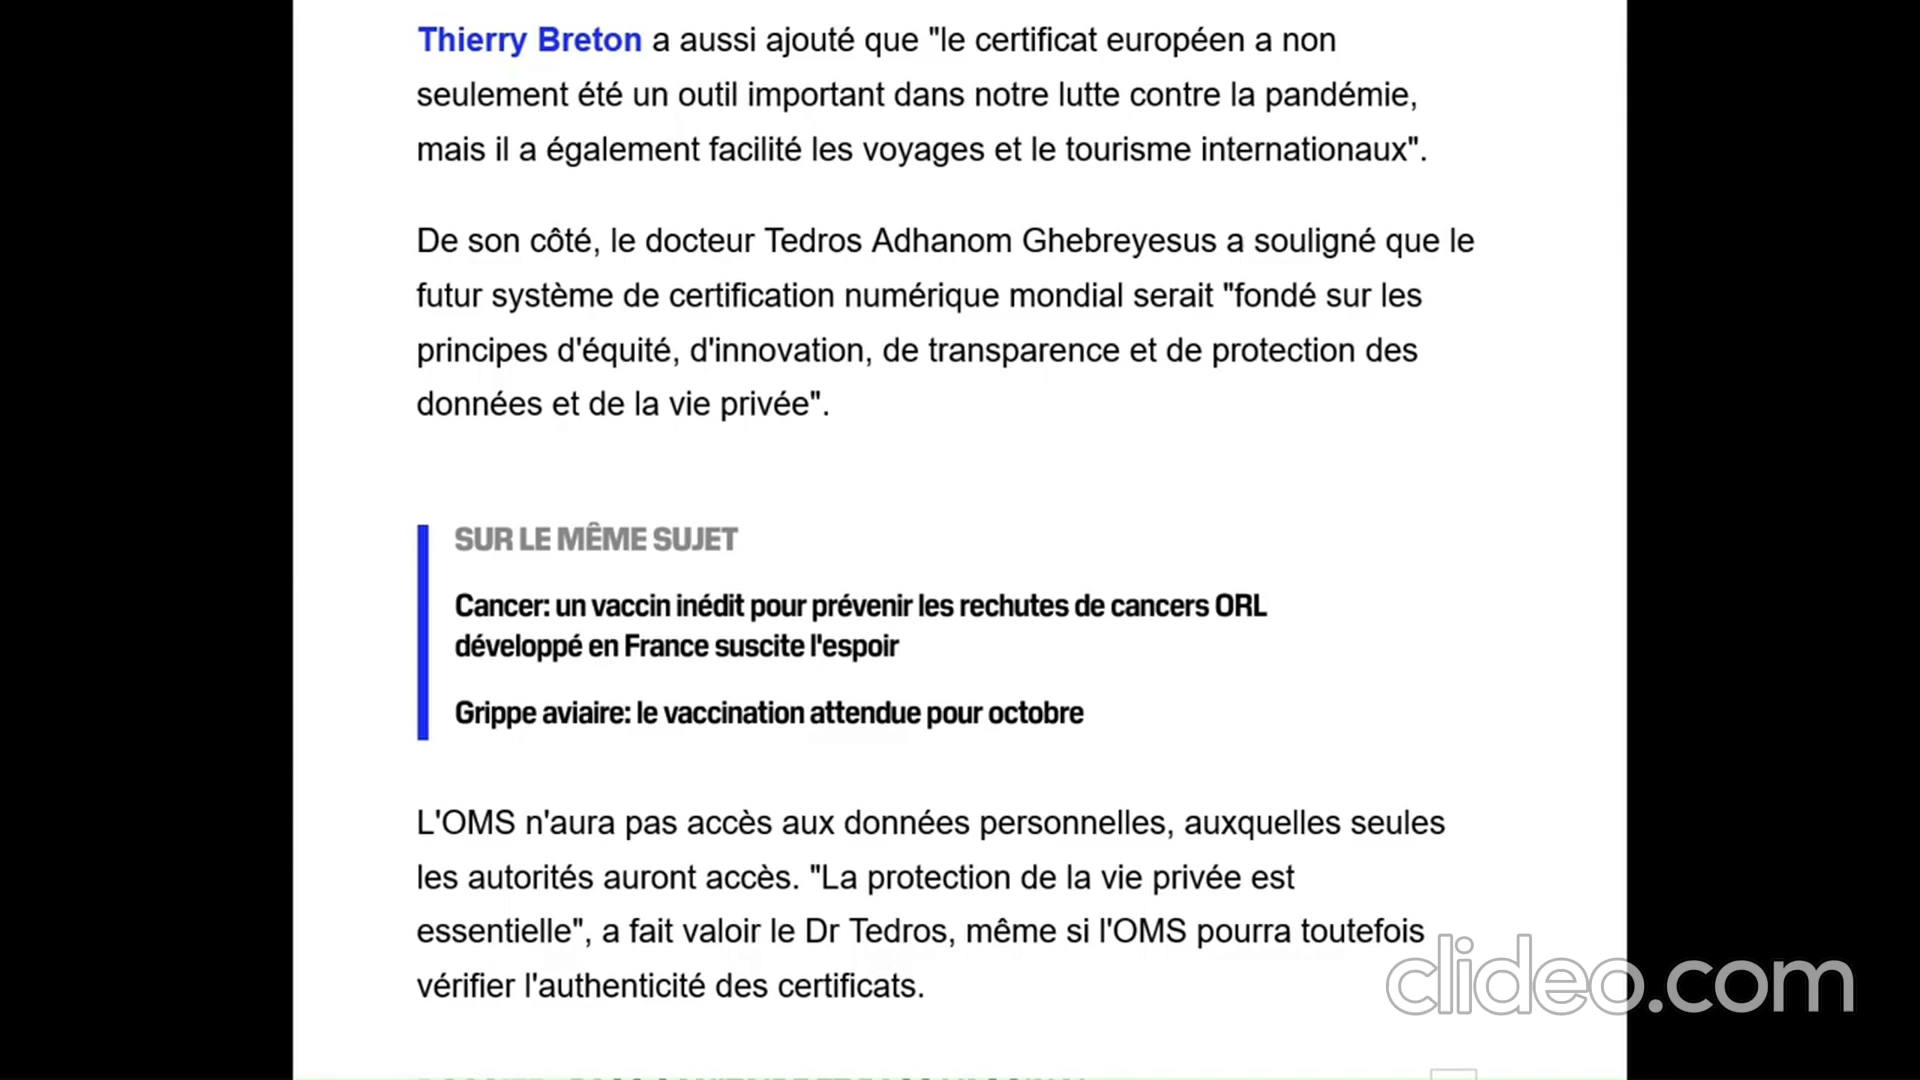 Thierry Breton a aussi ajouté que "le certificat européen a non
seulement été un outil important dans notre lutte contre la pandémie,
mais il a également facilité les voyages et le tourisme internationaux".
De son côté, le docteur Tedros Adhanom Ghebreyesus a souligné que le
futur système de certification numérique mondial serait "fondé sur les
principes d'équité, d'innovation, de transparence et de protection des
données et de la vie privée".
SUR LE MÊME SUJET
Cancer: un vaccin inédit pour prévenir les rechutes de cancers ORL
développé en France suscite l'espoir
Grippe aviaire: le vaccination attendue pour octobre
L'OMS n'aura pas accès aux données personnelles, auxquelles seules
les autorités auront accès. "La protection de la vie privée est
essentielle", a fait valoir le Dr Tedros, même si l'OMS pourra toutefois
vérifier l'authenticité des certificats.
clideo.com